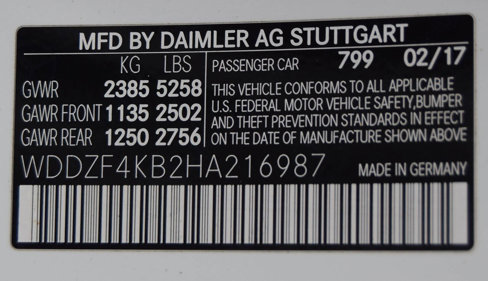 MFD BY DAIMLER AG STUTTGART
KG LBS PASSENGER CAR 799 02/17
GVWR 2385 5258 THIS VEHICLE CONFORMS TO ALL APPLICABLE
GAWR FRONT 1135 2502 U.S. FEDERAL MOTOR VEHICLE SAFETY,BUMPER
AND THEFT PREVENTION STANDARDS IN EFFECT
GAWR REAR 1250 2756 ON THE DATE OF MANUFACTURE SHOWN ABOVE
WDDZF4KB2HA216987 MADE IN GERMANY